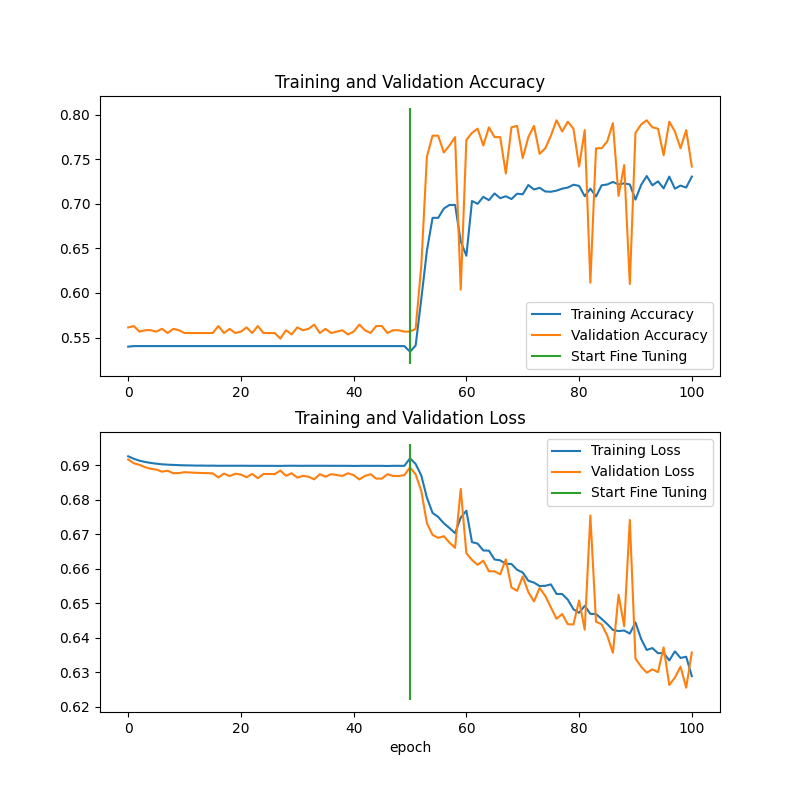 Training and Validation Accuracy
0.80
0.75
0.70
0.65
0.60
0.55
Training Accuracy
Validation Accuracy
Start Fine Tuning
0 20 40 60 80 100
Training and Validation Loss
0.69
0.68
0.67
0.66
0.65
0.64
0.63
0.62
Training Loss
Validation Loss
Start Fine Tuning
0 20 40 60 80 100
epoch